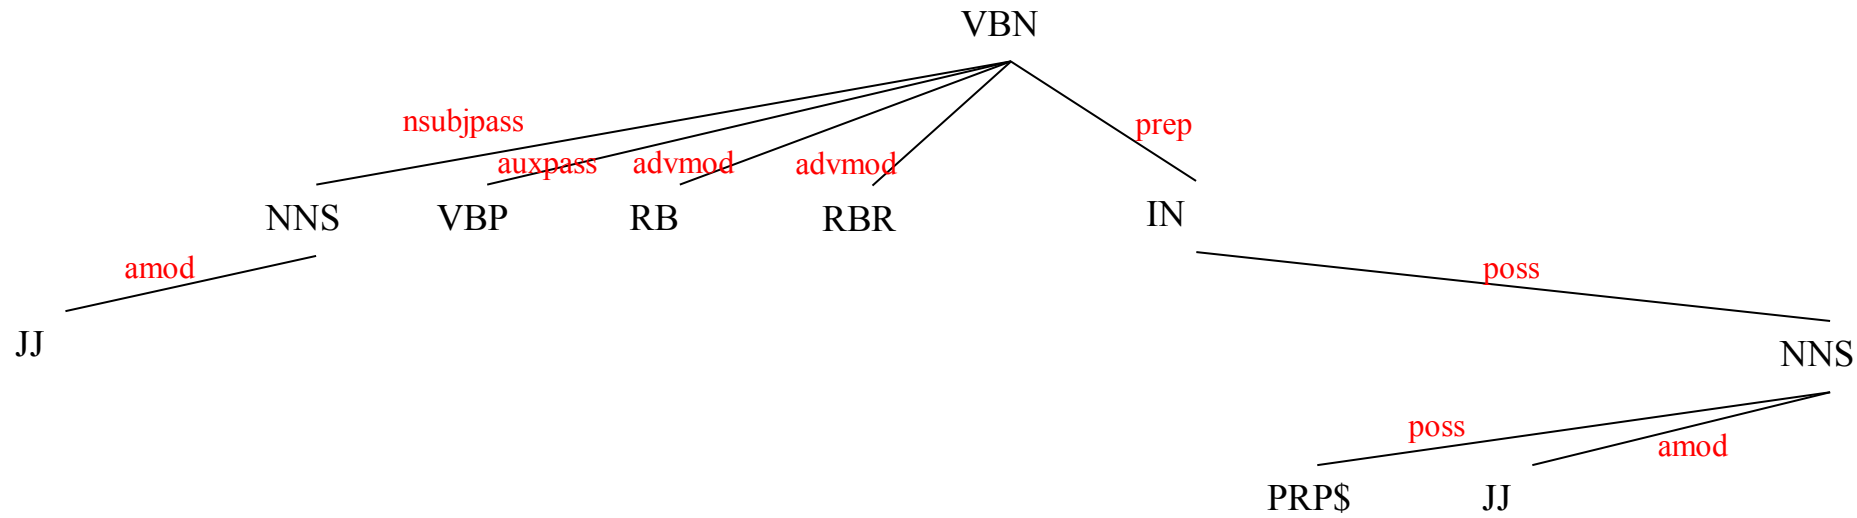 VBN
nsubjpass
prep
auxpass advmod advmod
NNS VBP RB RBR IN
amod poss
JJ NNS
poss amod
PRP$ JJ